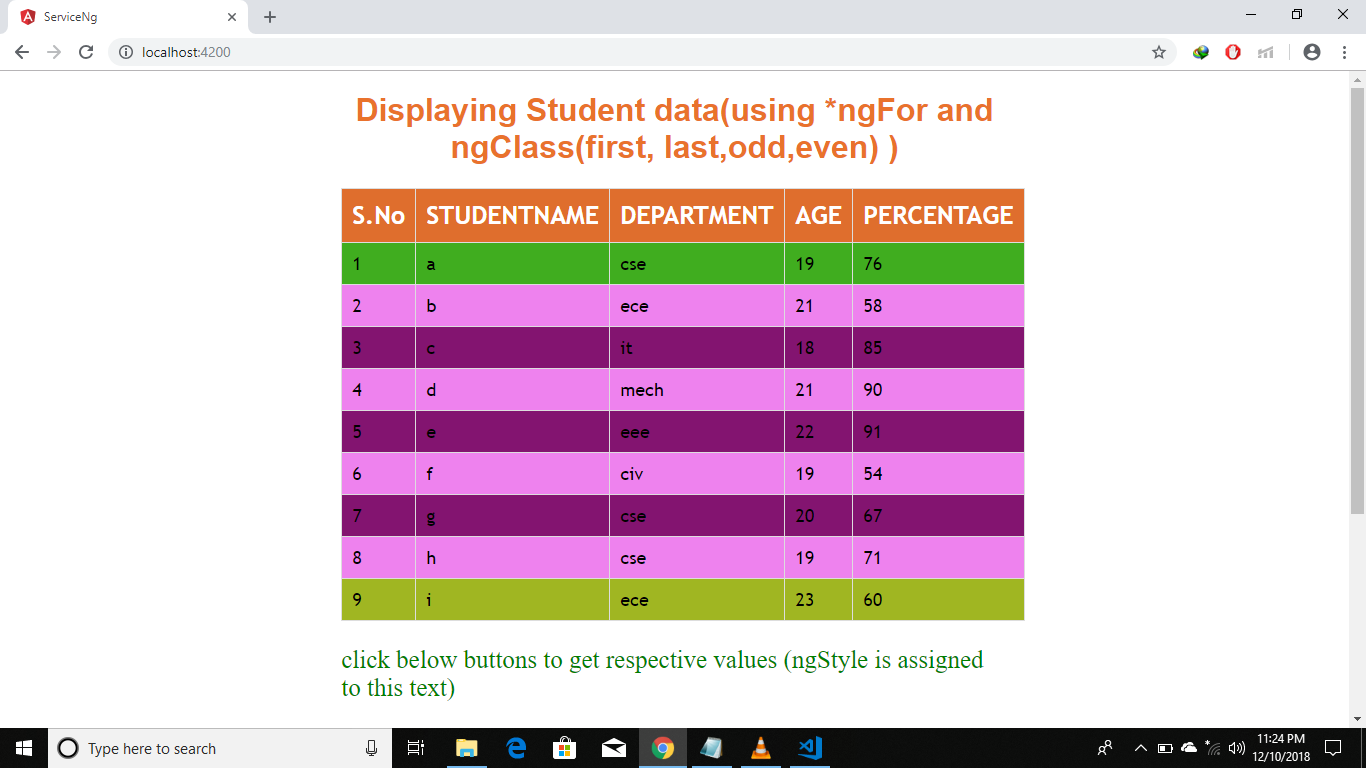 ServiceNg
localhost:4200
Displaying Student data(using *ngFor and
ngClass(first, last,odd,even) )
S.No STUDENTNAME DEPARTMENT AGE PERCENTAGE
1 a cse 19 76
2 b ece 21 58
3 c it 18 85
4 d mech 21 90
5 e eee 22 91
6 f civ 19 54
7 g cse 20 67
8 h cse 19 71
9 i ece 23 60
click below buttons to get respective values (ngStyle is assigned
to this text)
Type here to search
11:24 PM
12/10/2018